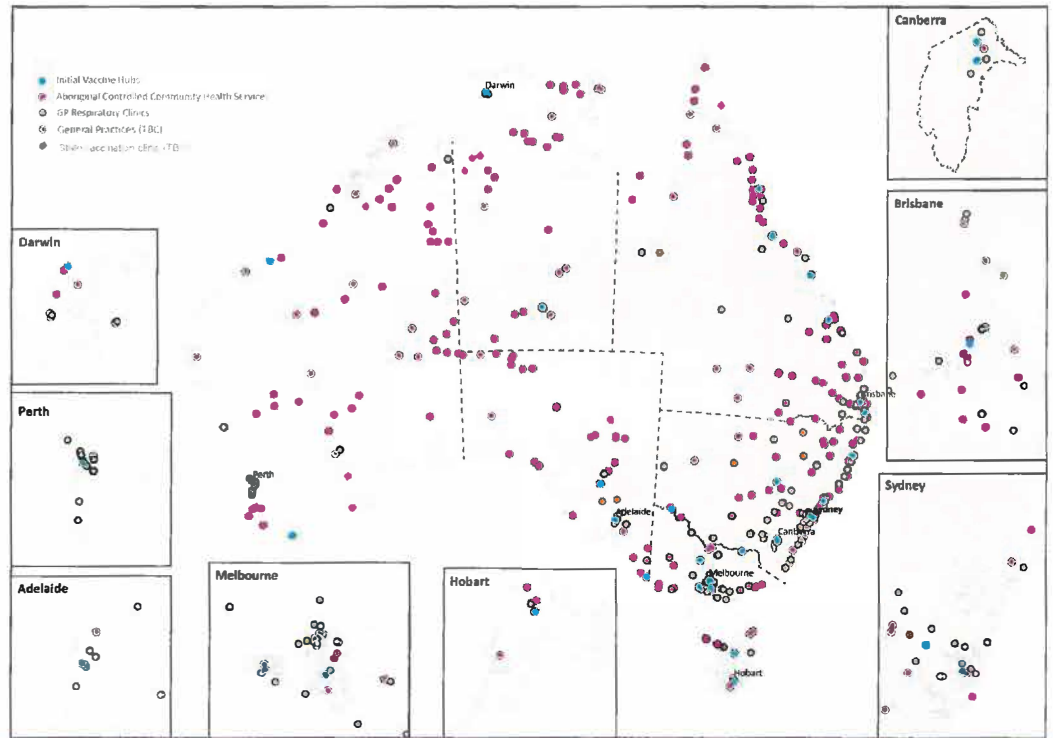 Canberra
Initial Vaccine Hubs
Aboriginal Controlled Community Health Services
GP Respiratory Clinics
General Practices (TBC)
Darwin
Brisbane
Darwin
Perth
Brisbane
Perth
Adelaide
Sydney
Canberra
Sydney
Melbourne
Adelaide
Melbourne
Hobart
Hobart